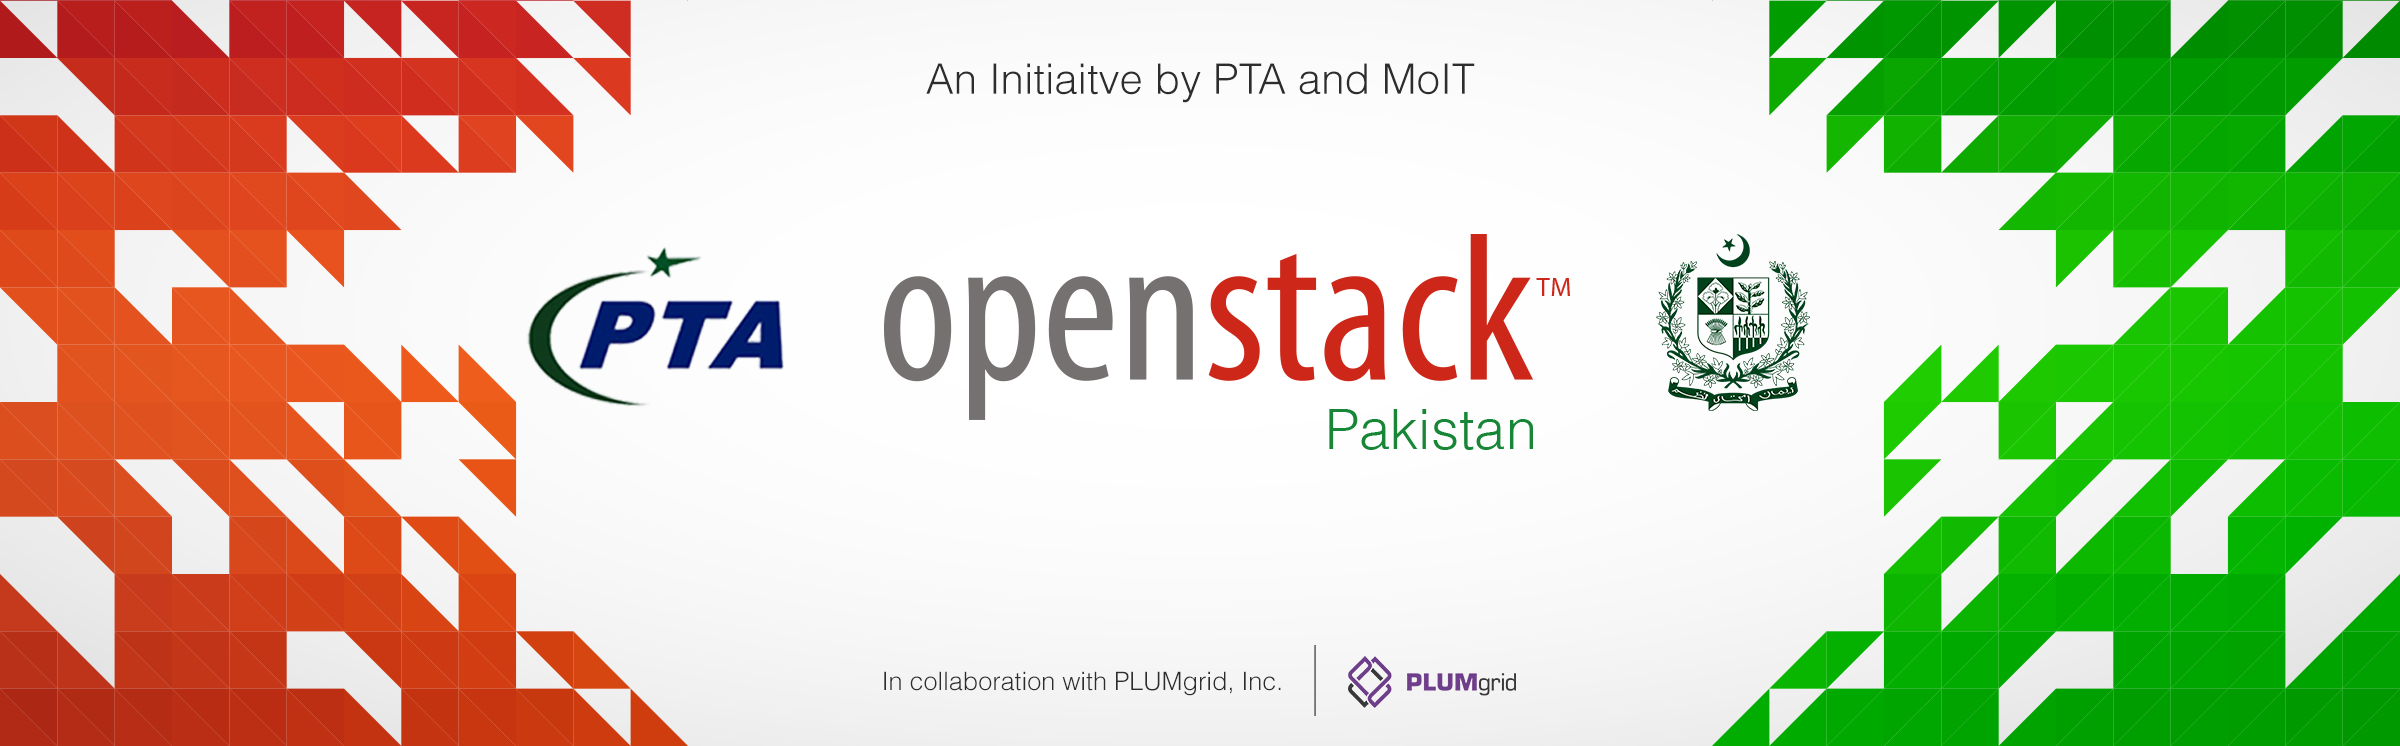 An Initiaitve by PTA and MoIT
PTA
openstack™
Pakistan
In collaboration with PLUMgrid, Inc.
PLUMgrid